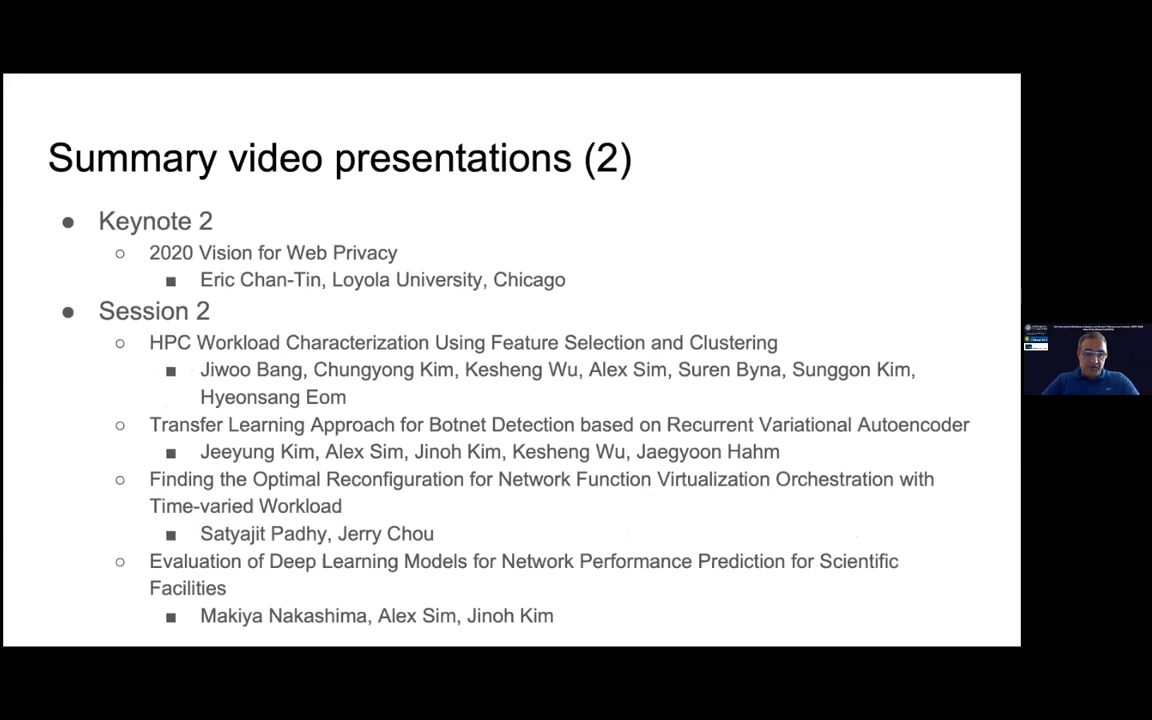 Summary video presentations (2)
● Keynote 2
○ 2020 Vision for Web Privacy
■ Eric Chan-Tin, Loyola University, Chicago
● Session 2
○ HPC Workload Characterization Using Feature Selection and Clustering
■ Jiwoo Bang, Chungyong Kim, Kesheng Wu, Alex Sim, Suren Byna, Sunggon Kim,
Hyeonsang Eom
○ Transfer Learning Approach for Botnet Detection based on Recurrent Variational Autoencoder
■ Jeeyung Kim, Alex Sim, Jinoh Kim, Kesheng Wu, Jaegyoon Hahm
○ Finding the Optimal Reconfiguration for Network Function Virtualization Orchestration with
Time-varied Workload
■ Satyajit Padhy, Jerry Chou
○ Evaluation of Deep Learning Models for Network Performance Prediction for Scientific
Facilities
■ Makiya Nakashima, Alex Sim, Jinoh Kim